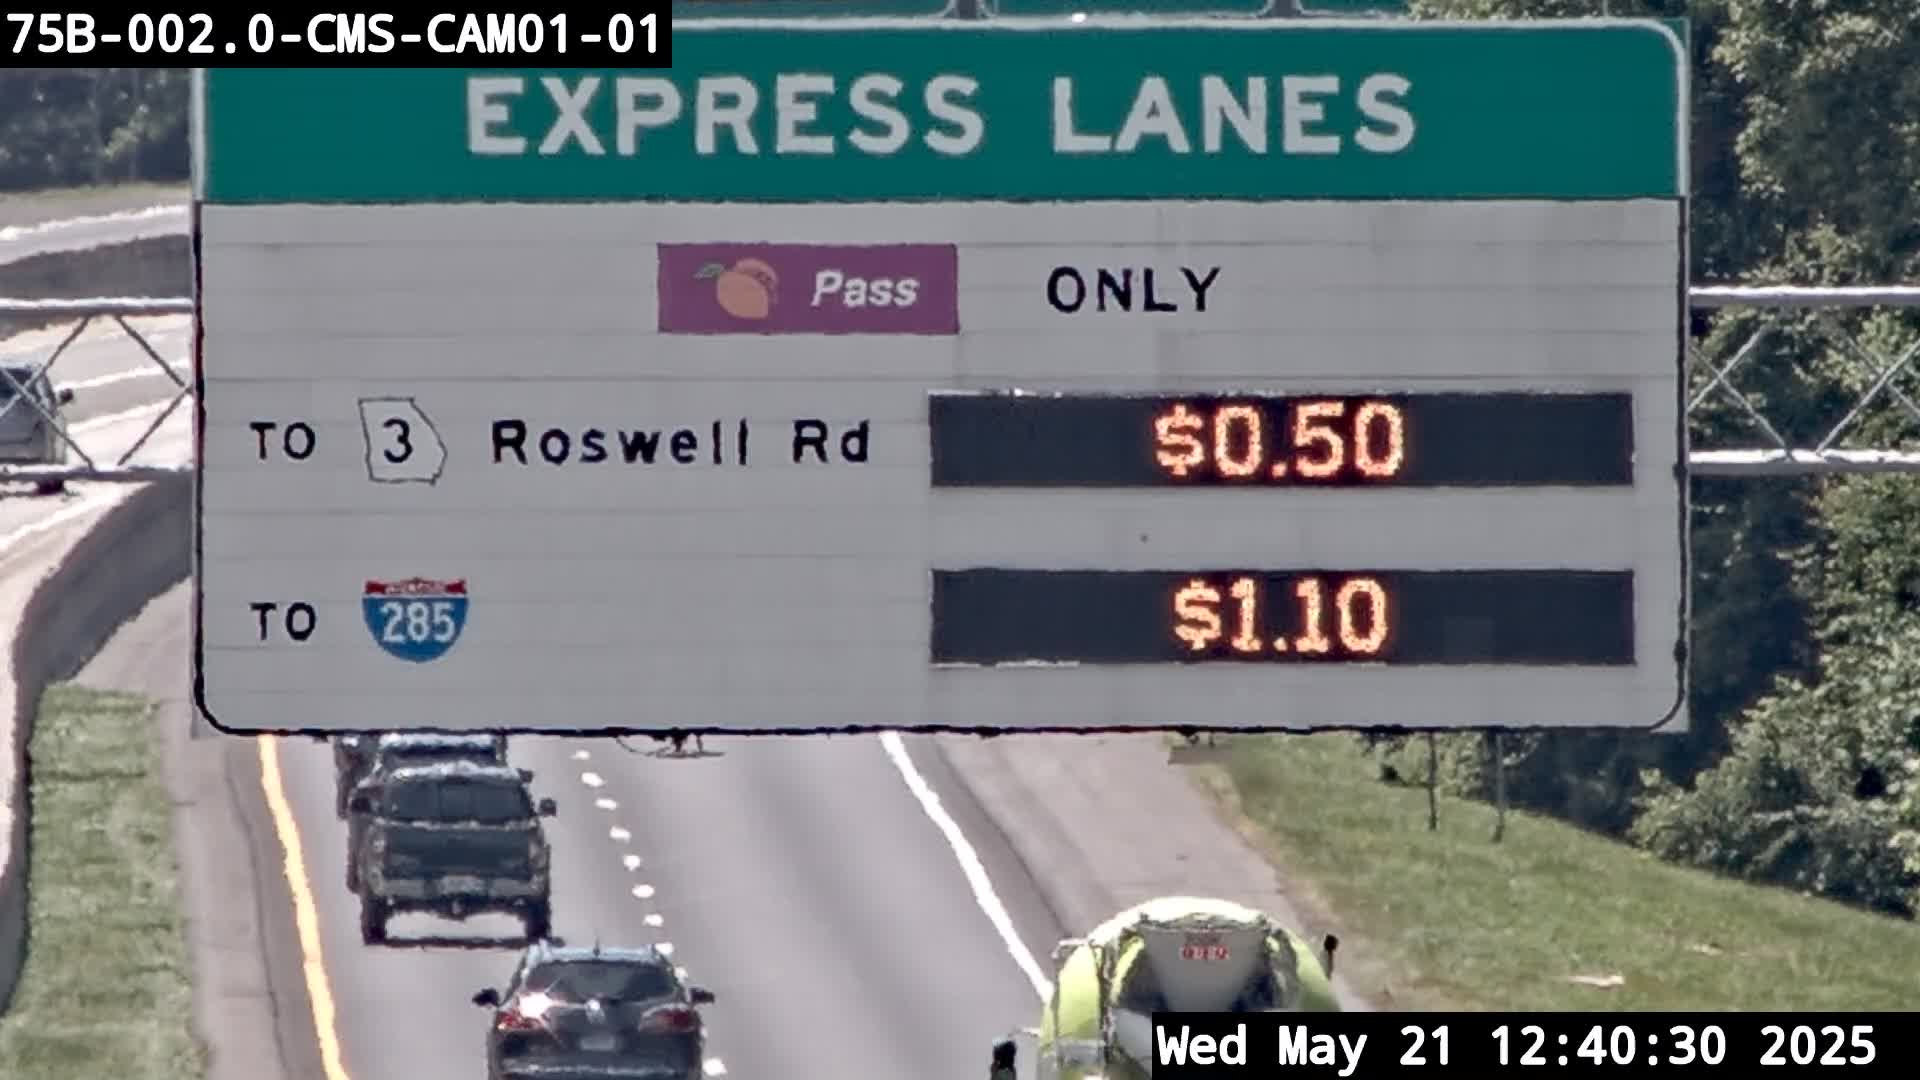 75B-002.0-CMS-CAM01-01
EXPRESS LANES
Pass ONLY
TO 3 Roswell Rd $0.50
TO 285 $1.10
Wed May 21 12:40:30 2025